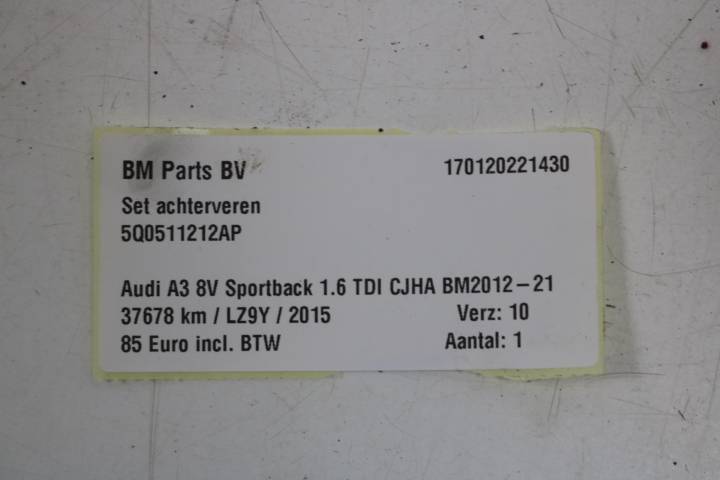 BM Parts BV 170120221430
Set achterveren
5Q0511212AP
Audi A3 8V Sportback 1.6 TDI CJHA BM2012-21
37678 km / LZ9Y / 2015 Verz: 10
85 Euro incl. BTW Aantal: 1